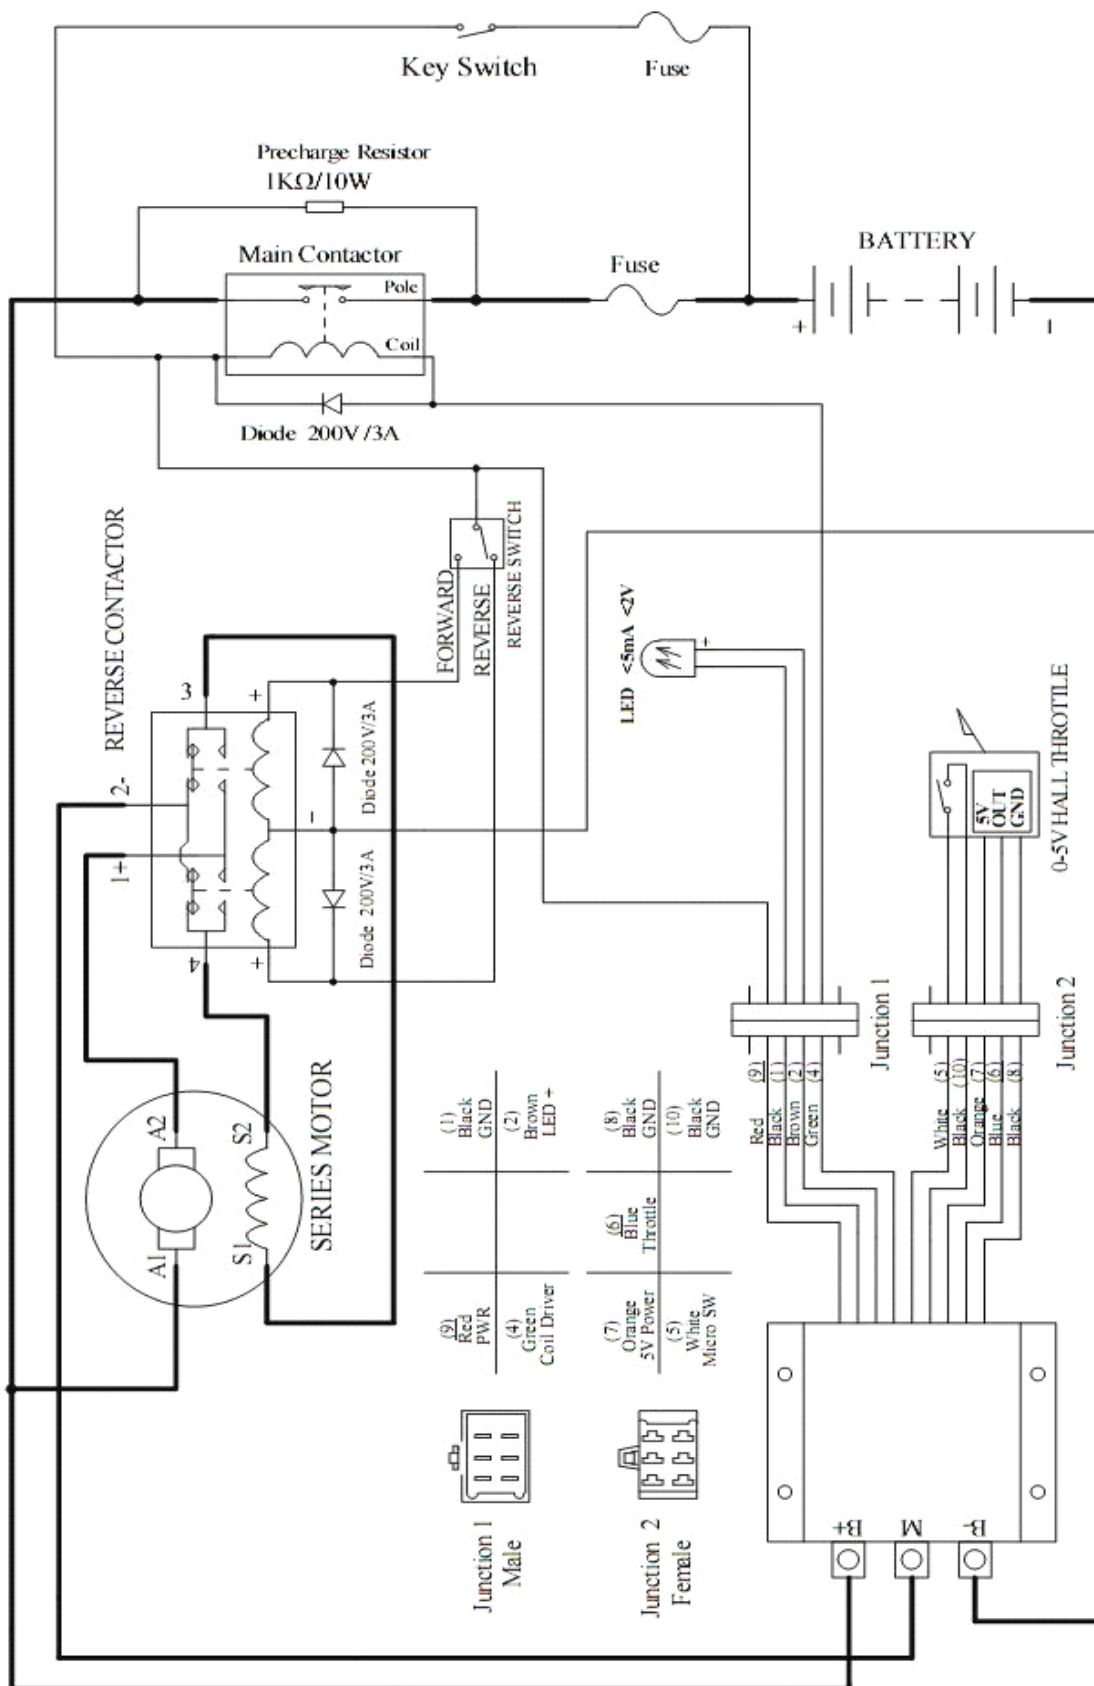 Key Switch
Fuse
Precharge Resistor
1KΩ/10W
Main Contactor
Pole
Coil
Fuse
BATTERY
+
-
Diode 200V/3A
REVERSE CONTACTOR
FORWARD
REVERSE
REVERSE SWITCH
LED <5mA <2V
+
3
2-
1+
4
+
-
+
Diode 200V/3A
Diode 200V/3A
5V
OUT
GND
0-5V HALL THROTTLE
Junction 1
Junction 2
(9)
(1)
(2)
(4)
(5)
(10)
(7)
(6)
(8)
Red
Black
Brown
Green
White
Black
Orange
Blue
Black
A2
A1
S2
S1
SERIES MOTOR
(1)
Black
GND
(2)
Brown
LED +
(9)
Red
PWR
(4)
Green
Coil Driver
(8)
Black
GND
(10)
Black
GND
(6)
Blue
Throttle
(7)
Orange
5V Power
(5)
White
Micro SW
Junction 1
Male
Junction 2
Female
B+
M
B-